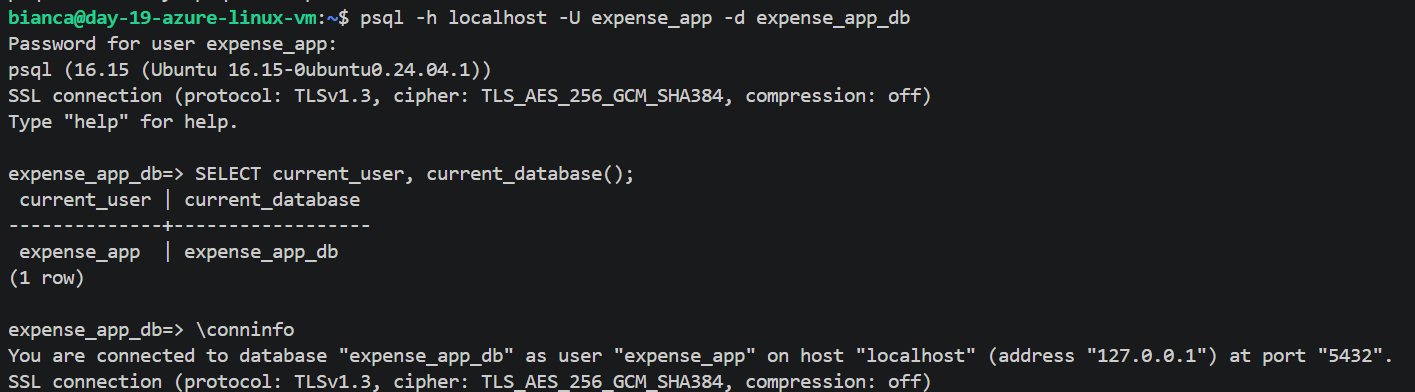 bianca@day-19-azure-linux-vm:~$ psql -h localhost -U expense_app -d expense_app_db
Password for user expense_app:
psql (16.15 (Ubuntu 16.15-0ubuntu0.24.04.1))
SSL connection (protocol: TLSv1.3, cipher: TLS_AES_256_GCM_SHA384, compression: off)
Type "help" for help.

expense_app_db=> SELECT current_user, current_database();
 current_user | current_database
--------------+------------------
 expense_app  | expense_app_db
(1 row)

expense_app_db=> \conninfo
You are connected to database "expense_app_db" as user "expense_app" on host "localhost" (address "127.0.0.1") at port "5432".
SSL connection (protocol: TLSv1.3, cipher: TLS_AES_256_GCM_SHA384, compression: off)